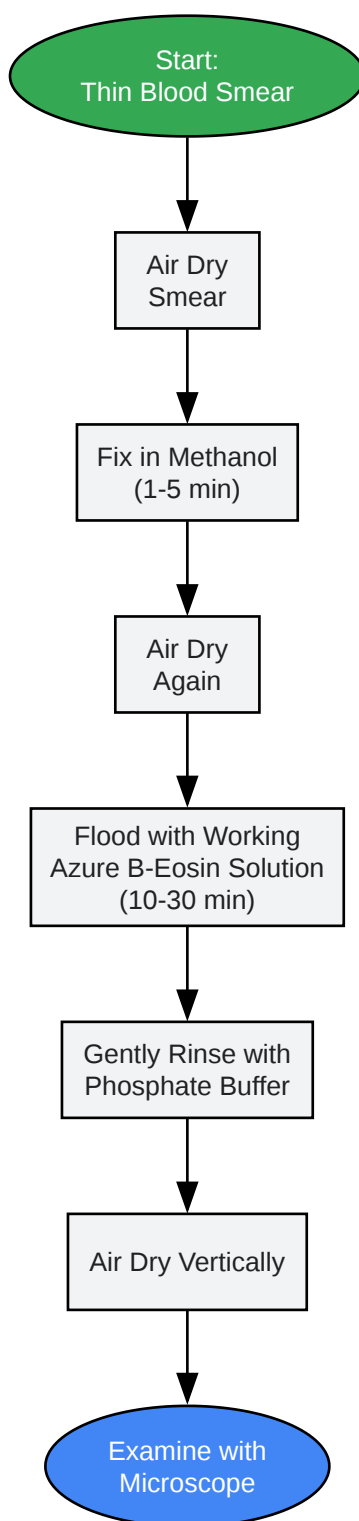 Start:
Thin Blood Smear
Air Dry
Smear
Fix in Methanol
(1-5 min)
Air Dry
Again
Flood with Working
Azure B-Eosin Solution
(10-30 min)
Gently Rinse with
Phosphate Buffer
Air Dry Vertically
Examine with
Microscope